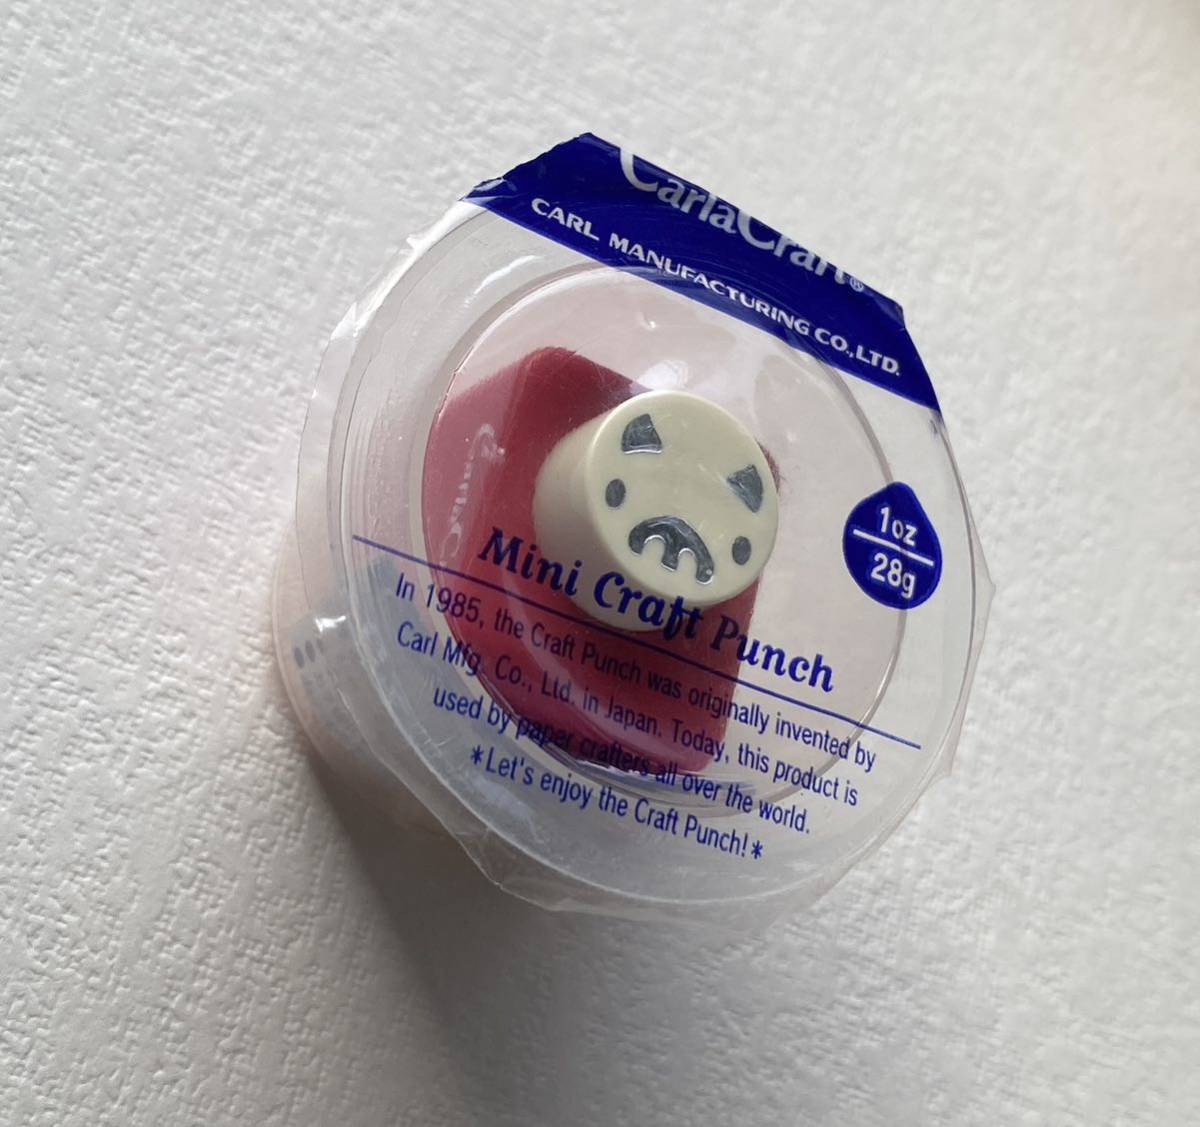 CarlaCraft®
CARL MANUFACTURING CO.,LTD.
1oz
28g
Mini Craft Punch
In 1985, the Craft Punch was originally invented by
Carl Mfg. Co., Ltd. in Japan. Today, this product is
used by paper crafters all over the world.
*Let's enjoy the Craft Punch!*